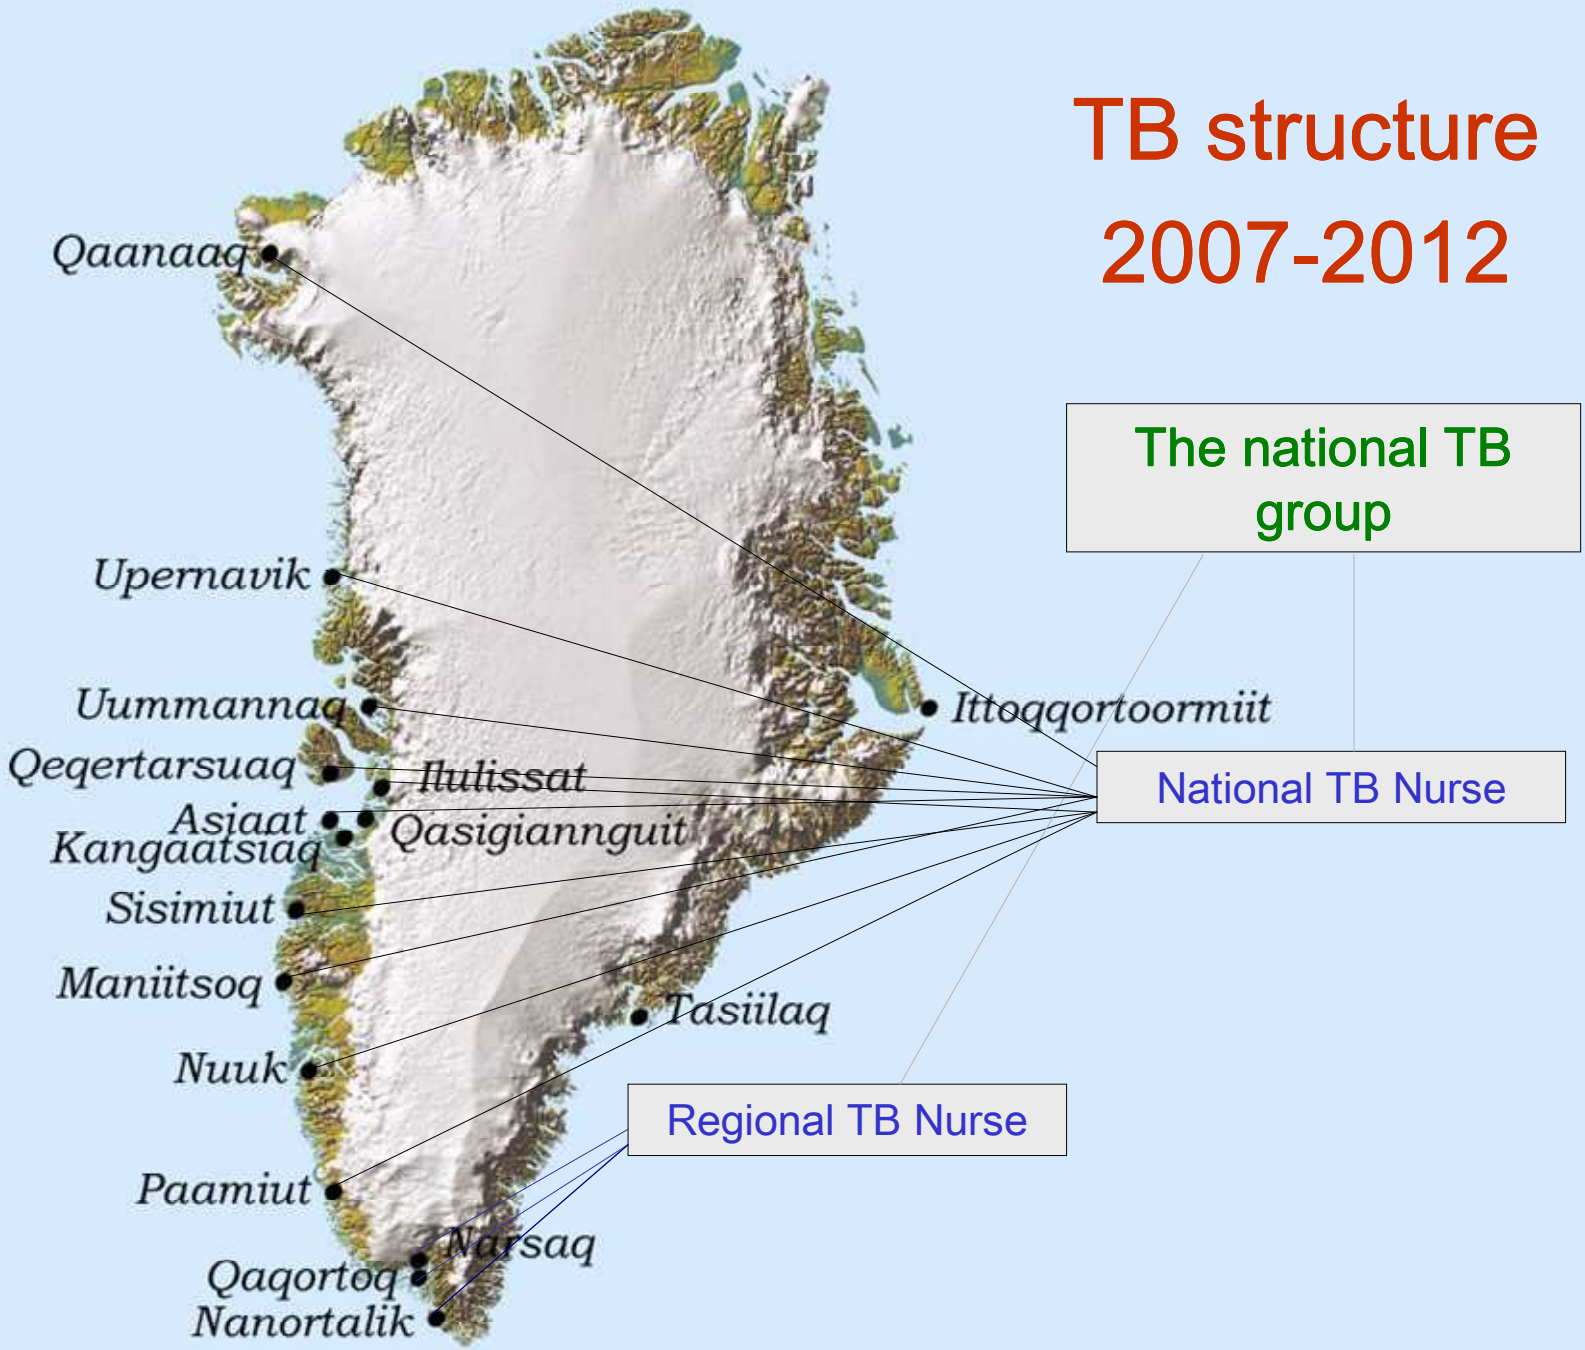 TB structure
2007-2012
Qaanaaq
The national TB
group
Upernavik
Uummannaq
Ittoqqortoormiit
Qeqertarsuaq
Ilulissat
National TB Nurse
Asiaat
Qasigiannguit
Kangaatsiaq
Sisimiut
Maniitsoq
Tasiilaq
Nuuk
Regional TB Nurse
Paamiut
Narsaq
Qaqortoq
Nanortalik